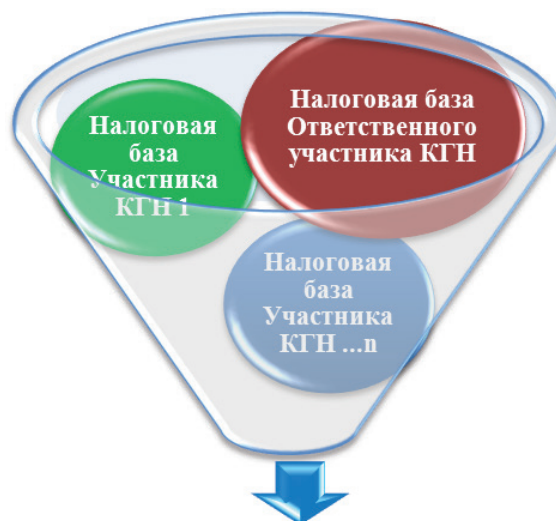 Налоговая
база
Участника
КГН 1
Налоговая база
Ответственного
участника КГН
Налоговая
база
Участника
КГН ...n